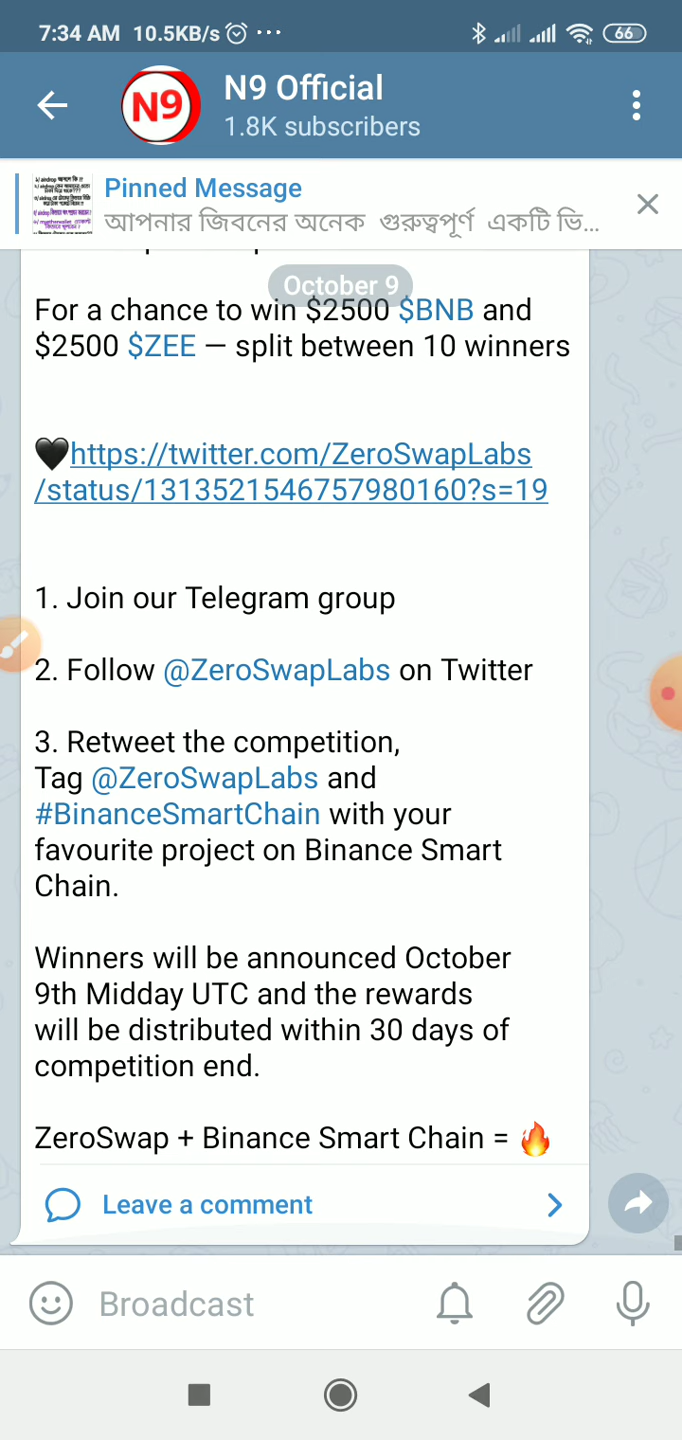 7:34 AM 10.5KB/s ... 66
N9
N9 Official
1.8K subscribers
Pinned Message
আপনার জিবনের অনেক গুরুত্বপূর্ণ একটি ভি...
October 9
For a chance to win $2500 $BNB and
$2500 $ZEE — split between 10 winners
🖤https://twitter.com/ZeroSwapLabs
/status/1313521546757980160?s=19
1. Join our Telegram group
2. Follow @ZeroSwapLabs on Twitter
3. Retweet the competition,
Tag @ZeroSwapLabs and
#BinanceSmartChain with your
favourite project on Binance Smart
Chain.
Winners will be announced October
9th Midday UTC and the rewards
will be distributed within 30 days of
competition end.
ZeroSwap + Binance Smart Chain = 🔥
Leave a comment
Broadcast